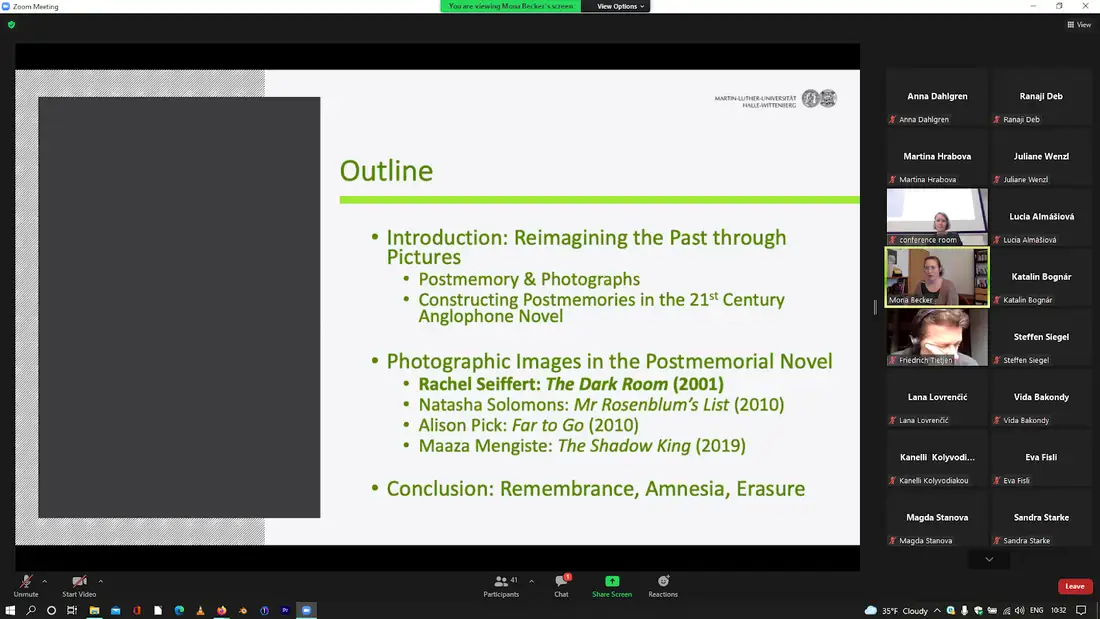 Zoom Meeting
You are viewing Mona Becker's screen
View Options
View
MARTIN-LUTHER-UNIVERSITÄT
HALLE-WITTENBERG
Outline
• Introduction: Reimagining the Past through
Pictures
• Postmemory & Photographs
• Constructing Postmemories in the 21st Century
Anglophone Novel
• Photographic Images in the Postmemorial Novel
• Rachel Seiffert: The Dark Room (2001)
• Natasha Solomons: Mr Rosenblum's List (2010)
• Alison Pick: Far to Go (2010)
• Maaza Mengiste: The Shadow King (2019)
• Conclusion: Remembrance, Amnesia, Erasure
Anna Dahlgren
Anna Dahlgren
Ranaji Deb
Ranaji Deb
Martina Hrabova
Martina Hrabova
Juliane Wenzl
Juliane Wenzl
conference room
Lucia Almášiová
Lucia Almášiová
Mona Becker
Katalin Bognár
Katalin Bognár
Friedrich Tietjen
Steffen Siegel
Steffen Siegel
Lana Lovrenčić
Lana Lovrenčić
Vida Bakondy
Vida Bakondy
Kanelli Kolyvodi...
Kanelli Kolyvodiakou
Eva Fisli
Eva Fisli
Magda Stanova
Magda Stanova
Sandra Starke
Sandra Starke
Unmute
Start Video
41
Participants
1
Chat
Share Screen
Reactions
Leave
35°F Cloudy
ENG
10:32